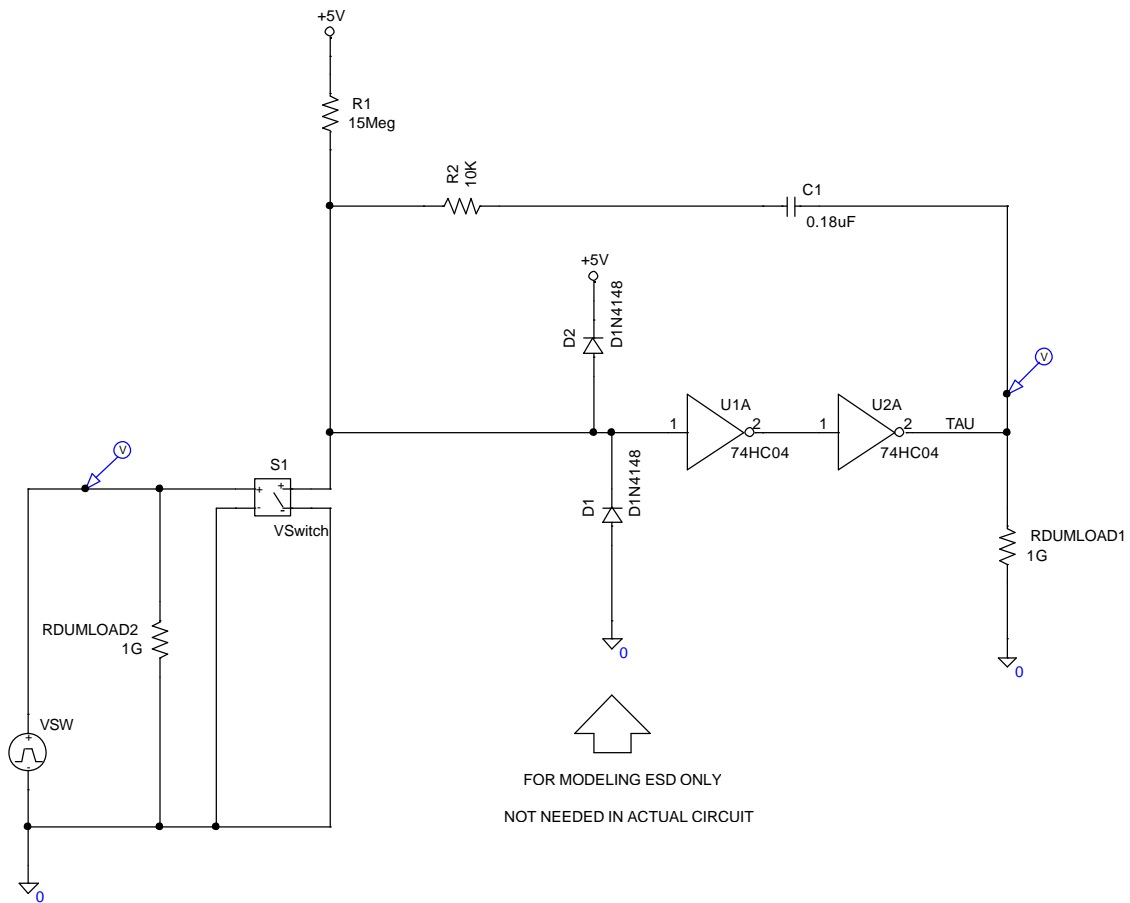 +5V
R1
15Meg
R2
10K
C1
0.18uF
+5V
D2
D1N4148
V
U1A
U2A
1
2
1
2
TAU
74HC04
74HC04
V
S1
+
+
-
-
VSwitch
D1
D1N4148
RDUMLOAD1
1G
RDUMLOAD2
1G
0
0
VSW
+
-
FOR MODELING ESD ONLY
NOT NEEDED IN ACTUAL CIRCUIT
0